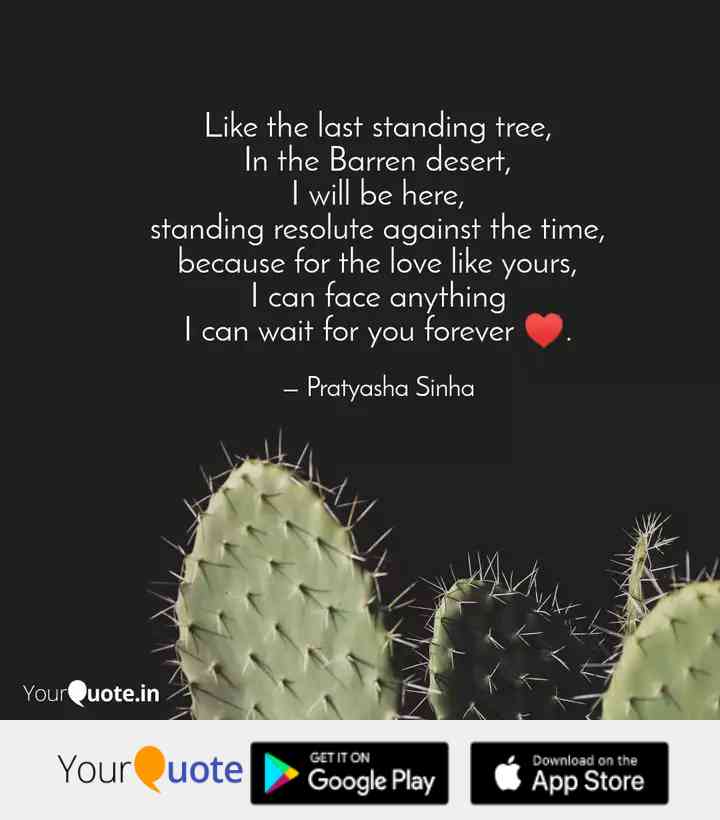 Like the last standing tree,
In the Barren desert,
I will be here,
standing resolute against the time,
because for the love like yours,
I can face anything
I can wait for you forever ♥.
– Pratyasha Sinha
YourQuote.in
YourQuote
GET IT ON
Google Play
Download on the
App Store